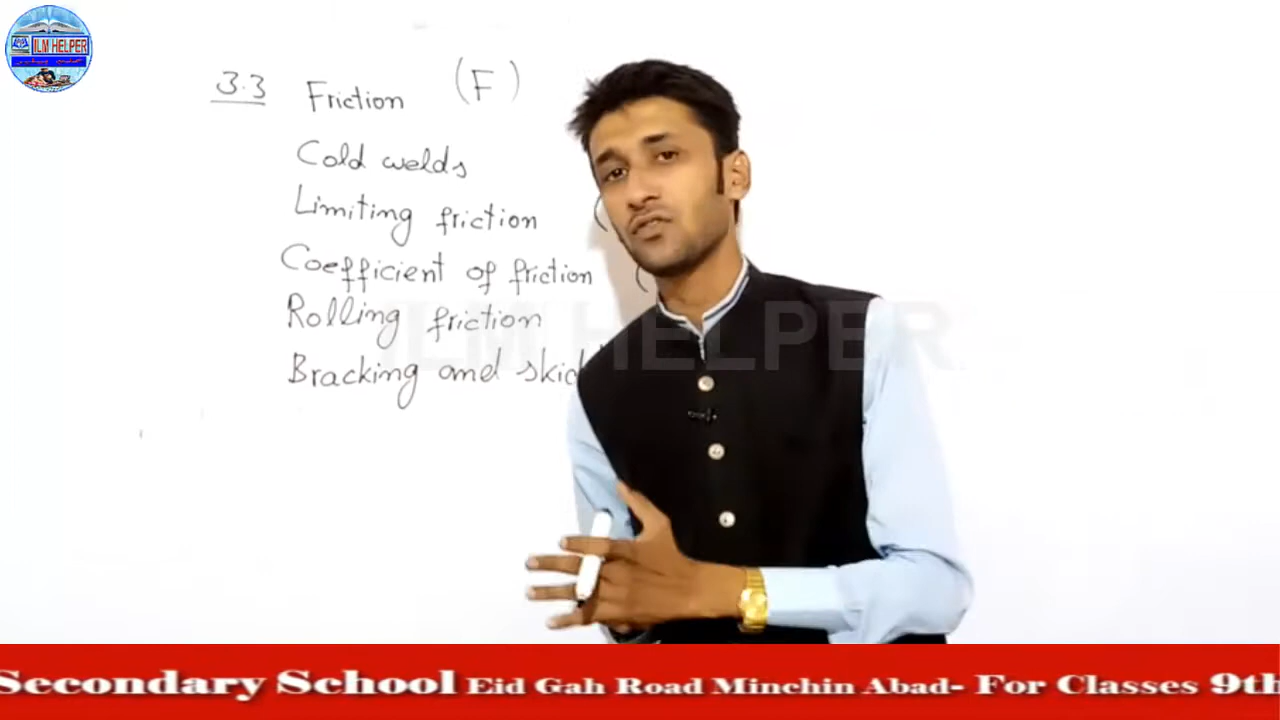 ILM HELPER
3.3 Friction (F)
Cold welds
Limiting friction
Coefficient of friction
Rolling friction
Bracking and skid
ILM HELPER
Secondary School Eid Gah Road Minchin Abad- For Classes 9th